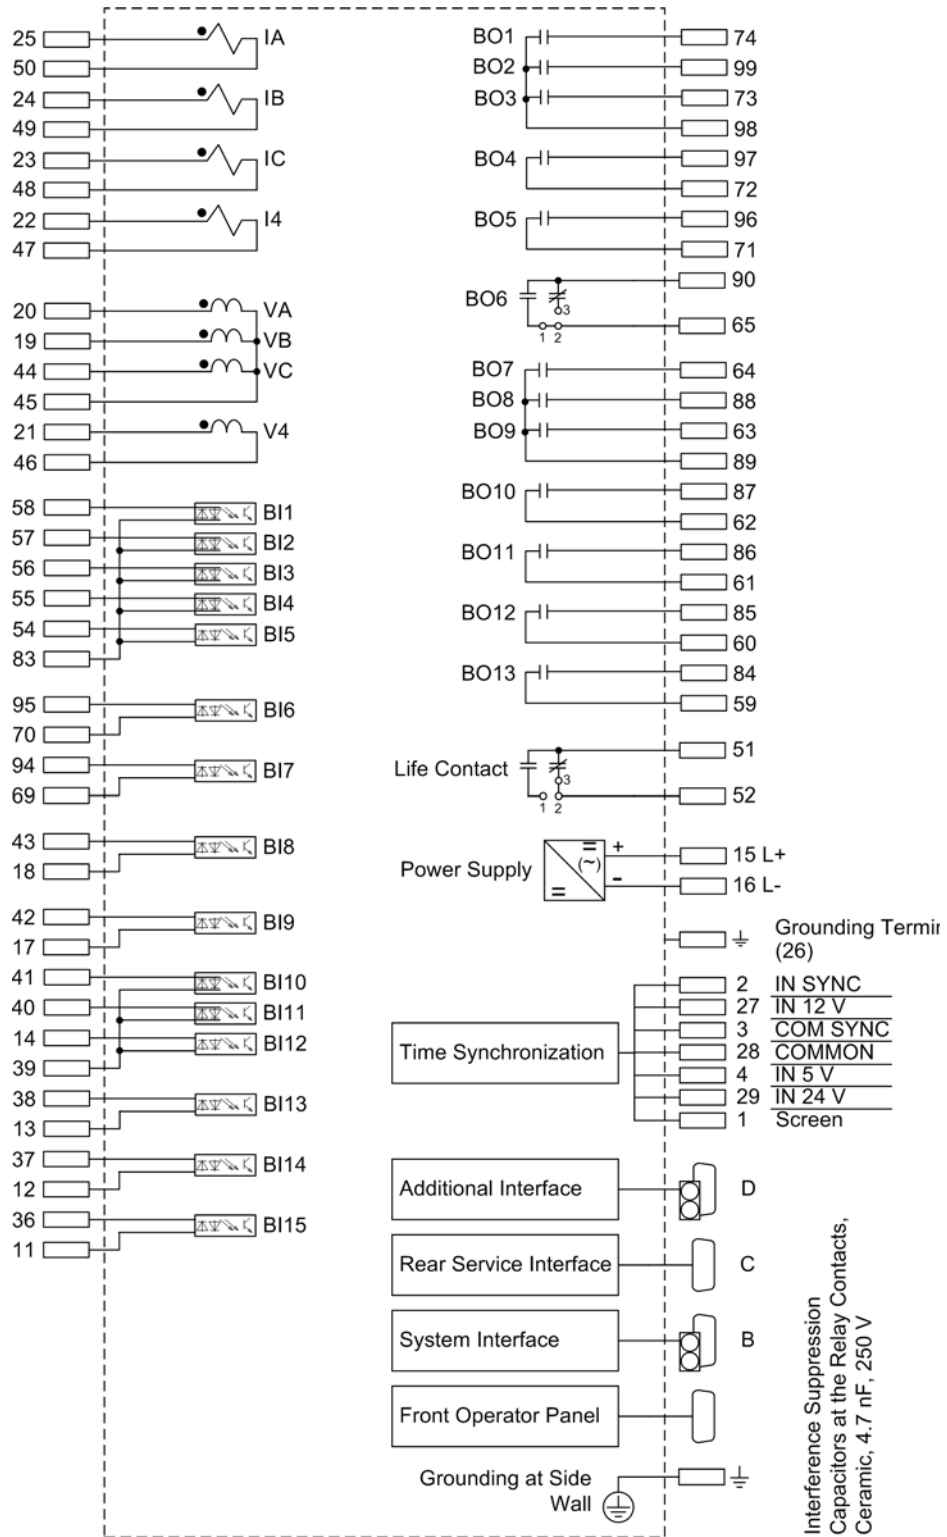 25
IA
50
24
IB
49
23
IC
48
22
I4
47
20
VA
19
VB
44
VC
45
21
V4
46
58
BI1
57
BI2
56
BI3
55
BI4
54
BI5
83
95
BI6
70
94
BI7
69
43
BI8
18
42
BI9
17
41
BI10
40
BI11
14
BI12
39
38
BI13
13
37
BI14
12
36
BI15
11
BO1
74
BO2
99
BO3
73
98
BO4
97
72
BO5
96
71
90
BO6
3
65
1 2
BO7
64
BO8
88
BO9
63
89
BO10
87
62
BO11
86
61
BO12
85
60
BO13
84
59
51
Life Contact
3
52
1 2
Power Supply
=
(~)
=
+
-
15 L+
16 L-
Grounding Termin
(26)
2 IN SYNC
27 IN 12 V
3 COM SYNC
28 COMMON
4 IN 5 V
29 IN 24 V
1 Screen
Time Synchronization
Additional Interface
D
Rear Service Interface
C
System Interface
B
Front Operator Panel
Grounding at Side
Wall
Interference Suppression
Capacitors at the Relay Contacts,
Ceramic, 4.7 nF, 250 V